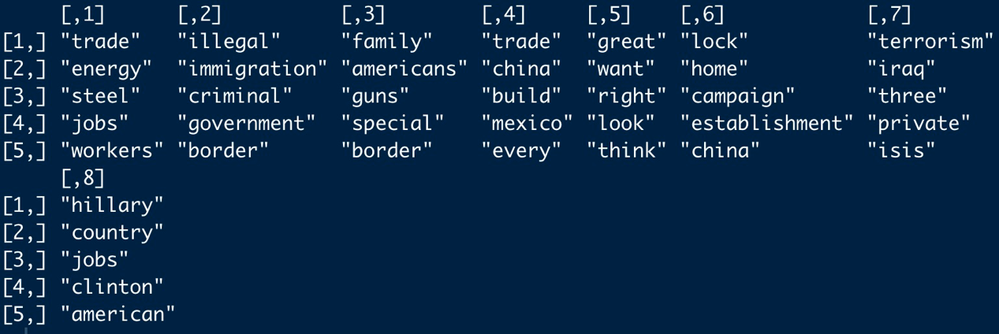 [,1] [,2] [,3] [,4] [,5] [,6] [,7]
[1,] "trade" "illegal" "family" "trade" "great" "lock" "terrorism"
[2,] "energy" "immigration" "americans" "china" "want" "home" "iraq"
[3,] "steel" "criminal" "guns" "build" "right" "campaign" "three"
[4,] "jobs" "government" "special" "mexico" "look" "establishment" "private"
[5,] "workers" "border" "border" "every" "think" "china" "isis"
[,8]
[1,] "hillary"
[2,] "country"
[3,] "jobs"
[4,] "clinton"
[5,] "american"